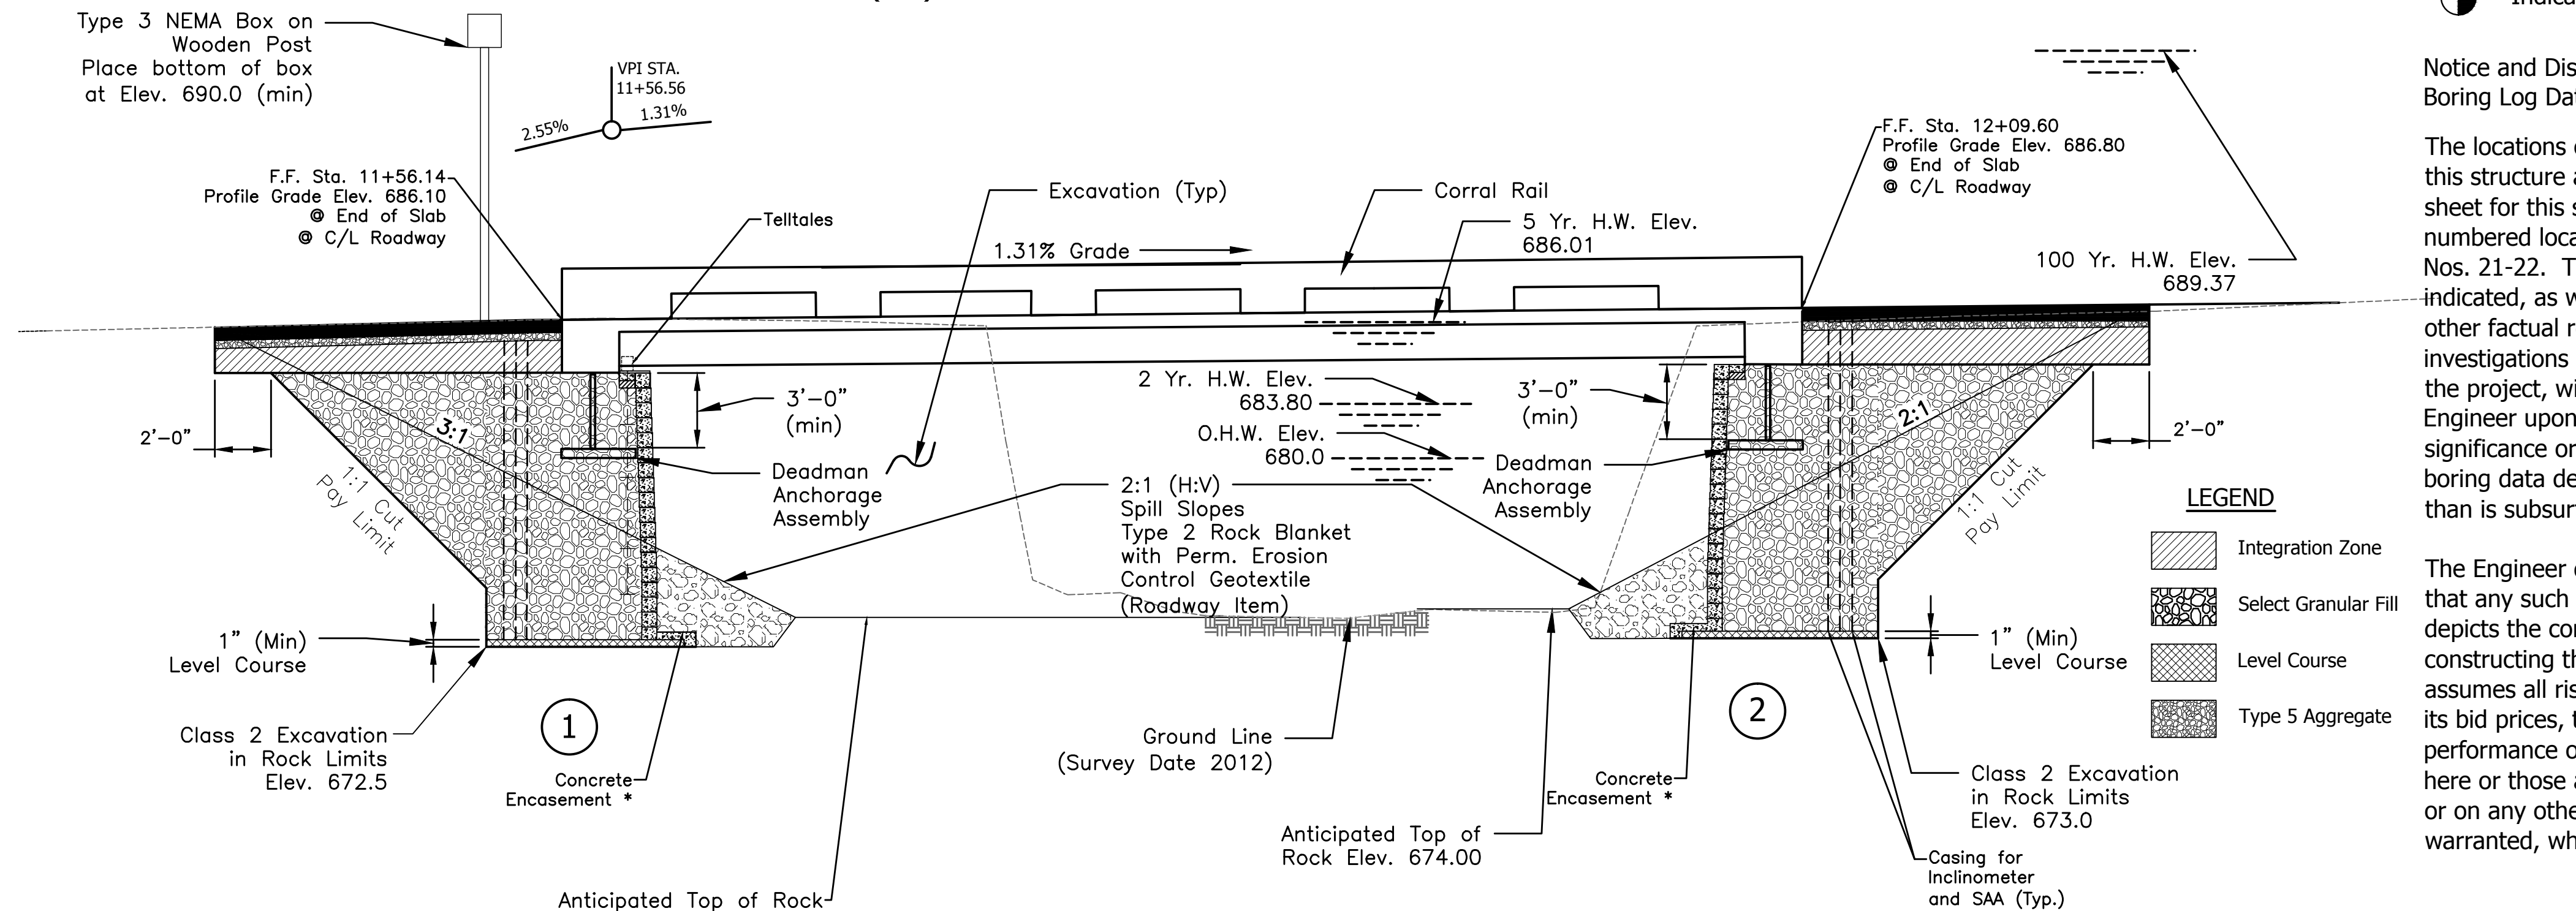 Type 3 NEMA Box on
Wooden Post
Place bottom of box
at Elev. 690.0 (min)
VPI STA.
11+56.56
2.55%
1.31%
F.F. Sta. 11+56.14
Profile Grade Elev. 686.10
@ End of Slab
@ C/L Roadway
Telltales
Excavation (Typ)
Corral Rail
1.31% Grade
5 Yr. H.W. Elev.
686.01
F.F. Sta. 12+09.60
Profile Grade Elev. 686.80
@ End of Slab
@ C/L Roadway
100 Yr. H.W. Elev.
689.37
2'-0"
3:1
1:1 Cut
Pay Limit
3'-0"
(min)
Deadman
Anchorage
Assembly
2 Yr. H.W. Elev.
683.80
O.H.W. Elev.
680.0
2:1 (H:V)
Spill Slopes
Type 2 Rock Blanket
with Perm. Erosion
Control Geotextile
(Roadway Item)
3'-0"
(min)
Deadman
Anchorage
Assembly
2:1
1:1 Cut
Pay Limit
2'-0"
1" (Min)
Level Course
Class 2 Excavation
in Rock Limits
Elev. 672.5
1
Concrete
Encasement *
Anticipated Top of Rock
Ground Line
(Survey Date 2012)
Anticipated Top of
Rock Elev. 674.00
2
Concrete
Encasement *
1" (Min)
Level Course
Class 2 Excavation
in Rock Limits
Elev. 673.0
Casing for
Inclinometer
and SAA (Typ.)
LEGEND
Integration Zone
Select Granular Fill
Level Course
Type 5 Aggregate
Notice and Dis
Boring Log Da
The locations
this structure
sheet for this
numbered loca
Nos. 21-22. T
indicated, as w
other factual r
investigations
the project, wi
Engineer upon
significance or
boring data de
than is subsur
The Engineer
that any such
depicts the co
constructing th
assumes all ris
its bid prices, t
performance o
here or those
or on any othe
warranted, wh